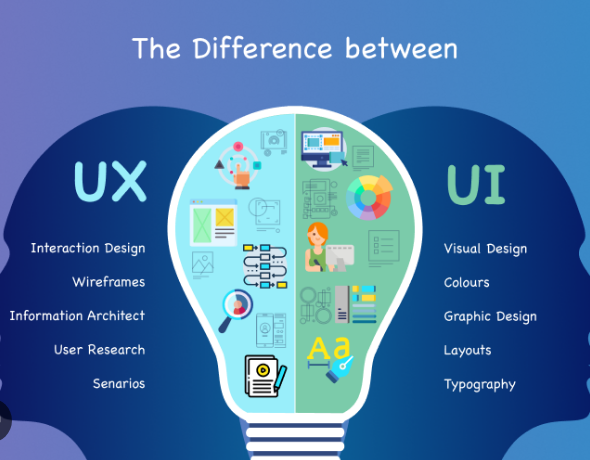 The Difference between
UX
Interaction Design
Wireframes
Information Architect
User Research
Senarios
UI
Visual Design
Colours
Graphic Design
Layouts
Typography
Aa